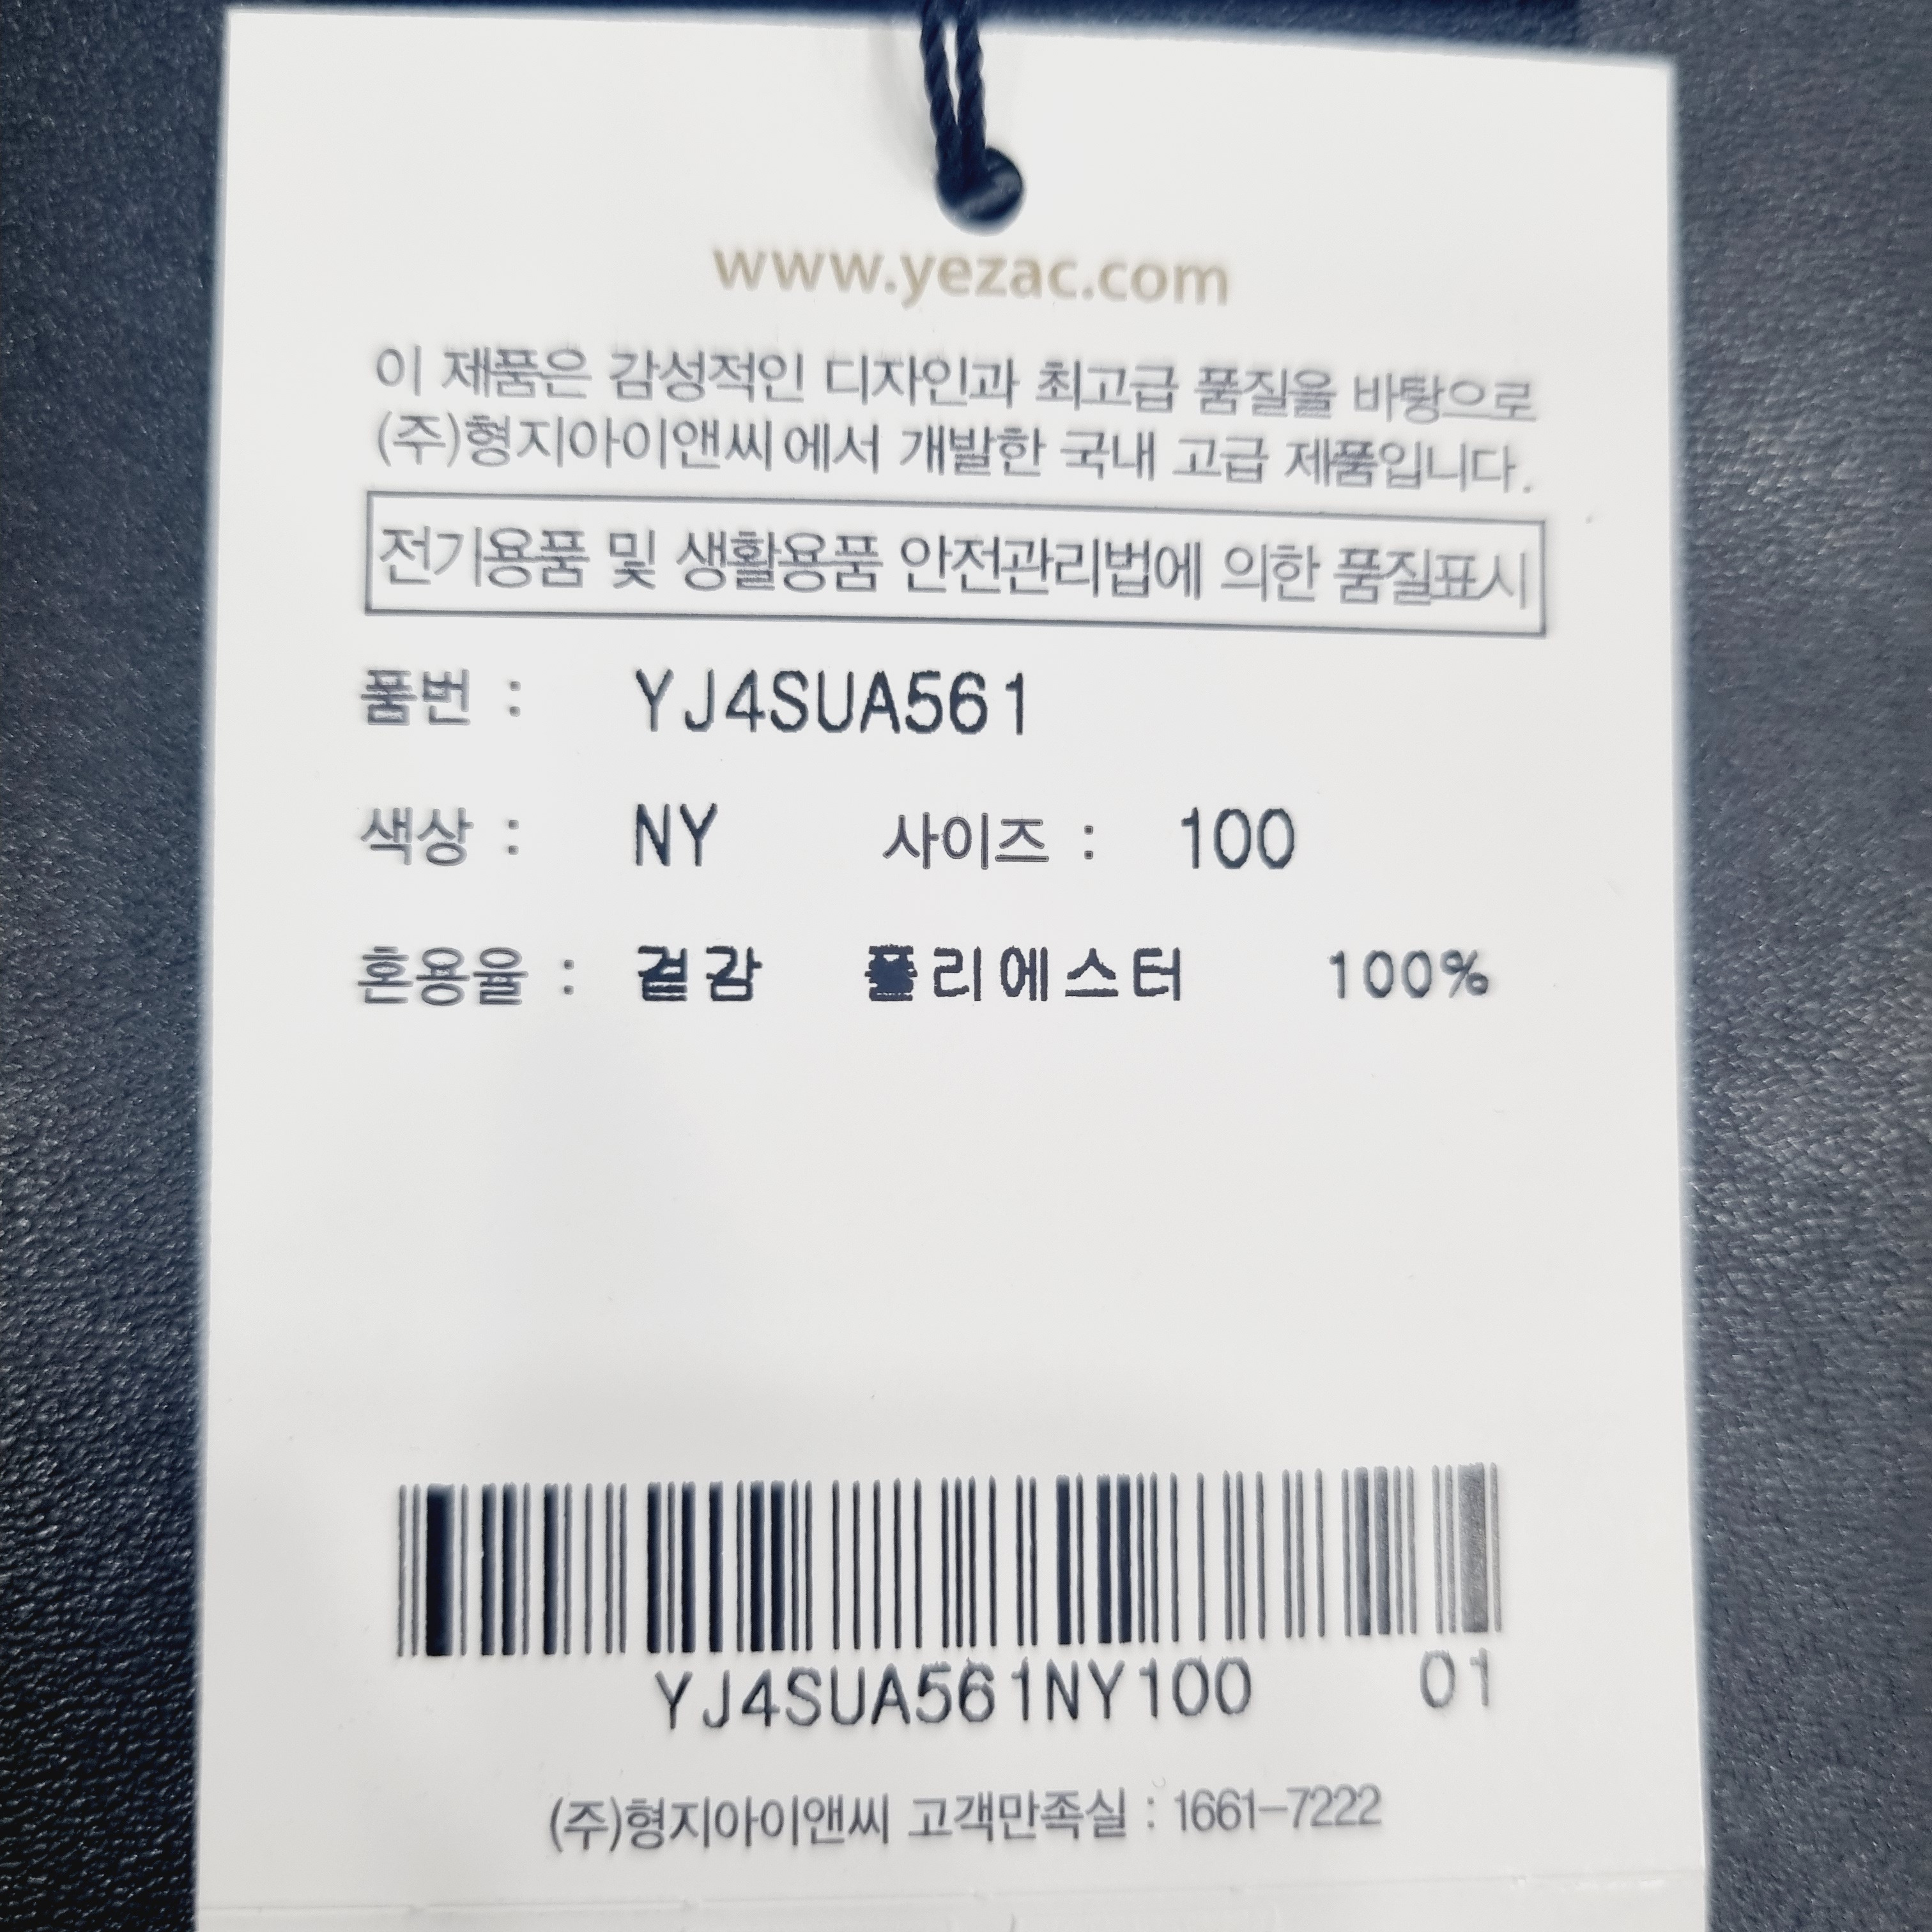 www.yezac.com
이 제품은 감성적인 디자인과 최고급 품질을 바탕으로
(주)형지아이앤씨에서 개발한 국내 고급 제품입니다.
전기용품 및 생활용품 안전관리법에 의한 품질표시
품번 : YJ4SUA561
색상 : NY 사이즈 : 100
혼용율 : 겉감 폴리에스터 100%
YJ4SUA561NY100 01
(주)형지아이앤씨 고객만족실 : 1661-7222